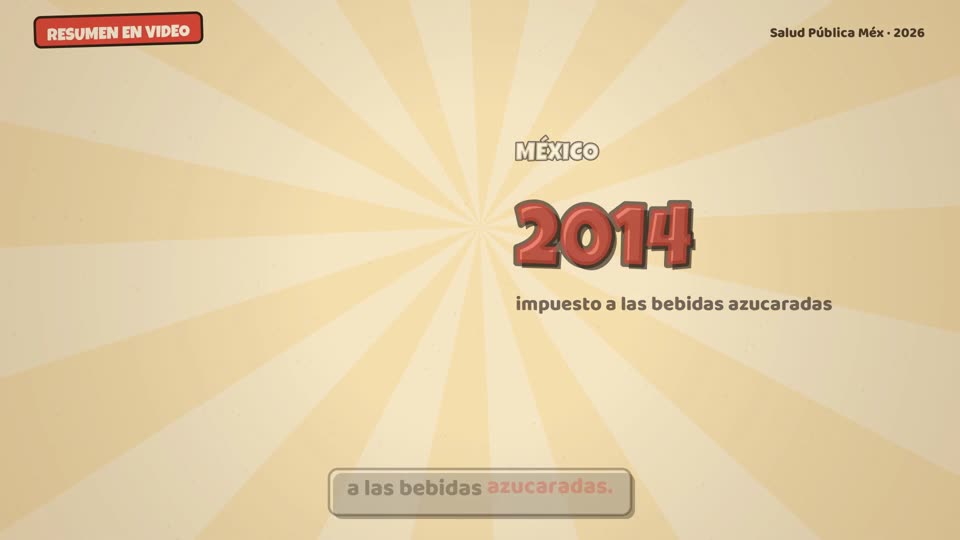 RESUMEN EN VIDEO
Salud Pública Méx · 2026
MÉXICO
2014
impuesto a las bebidas azucaradas
a las bebidas azucaradas.